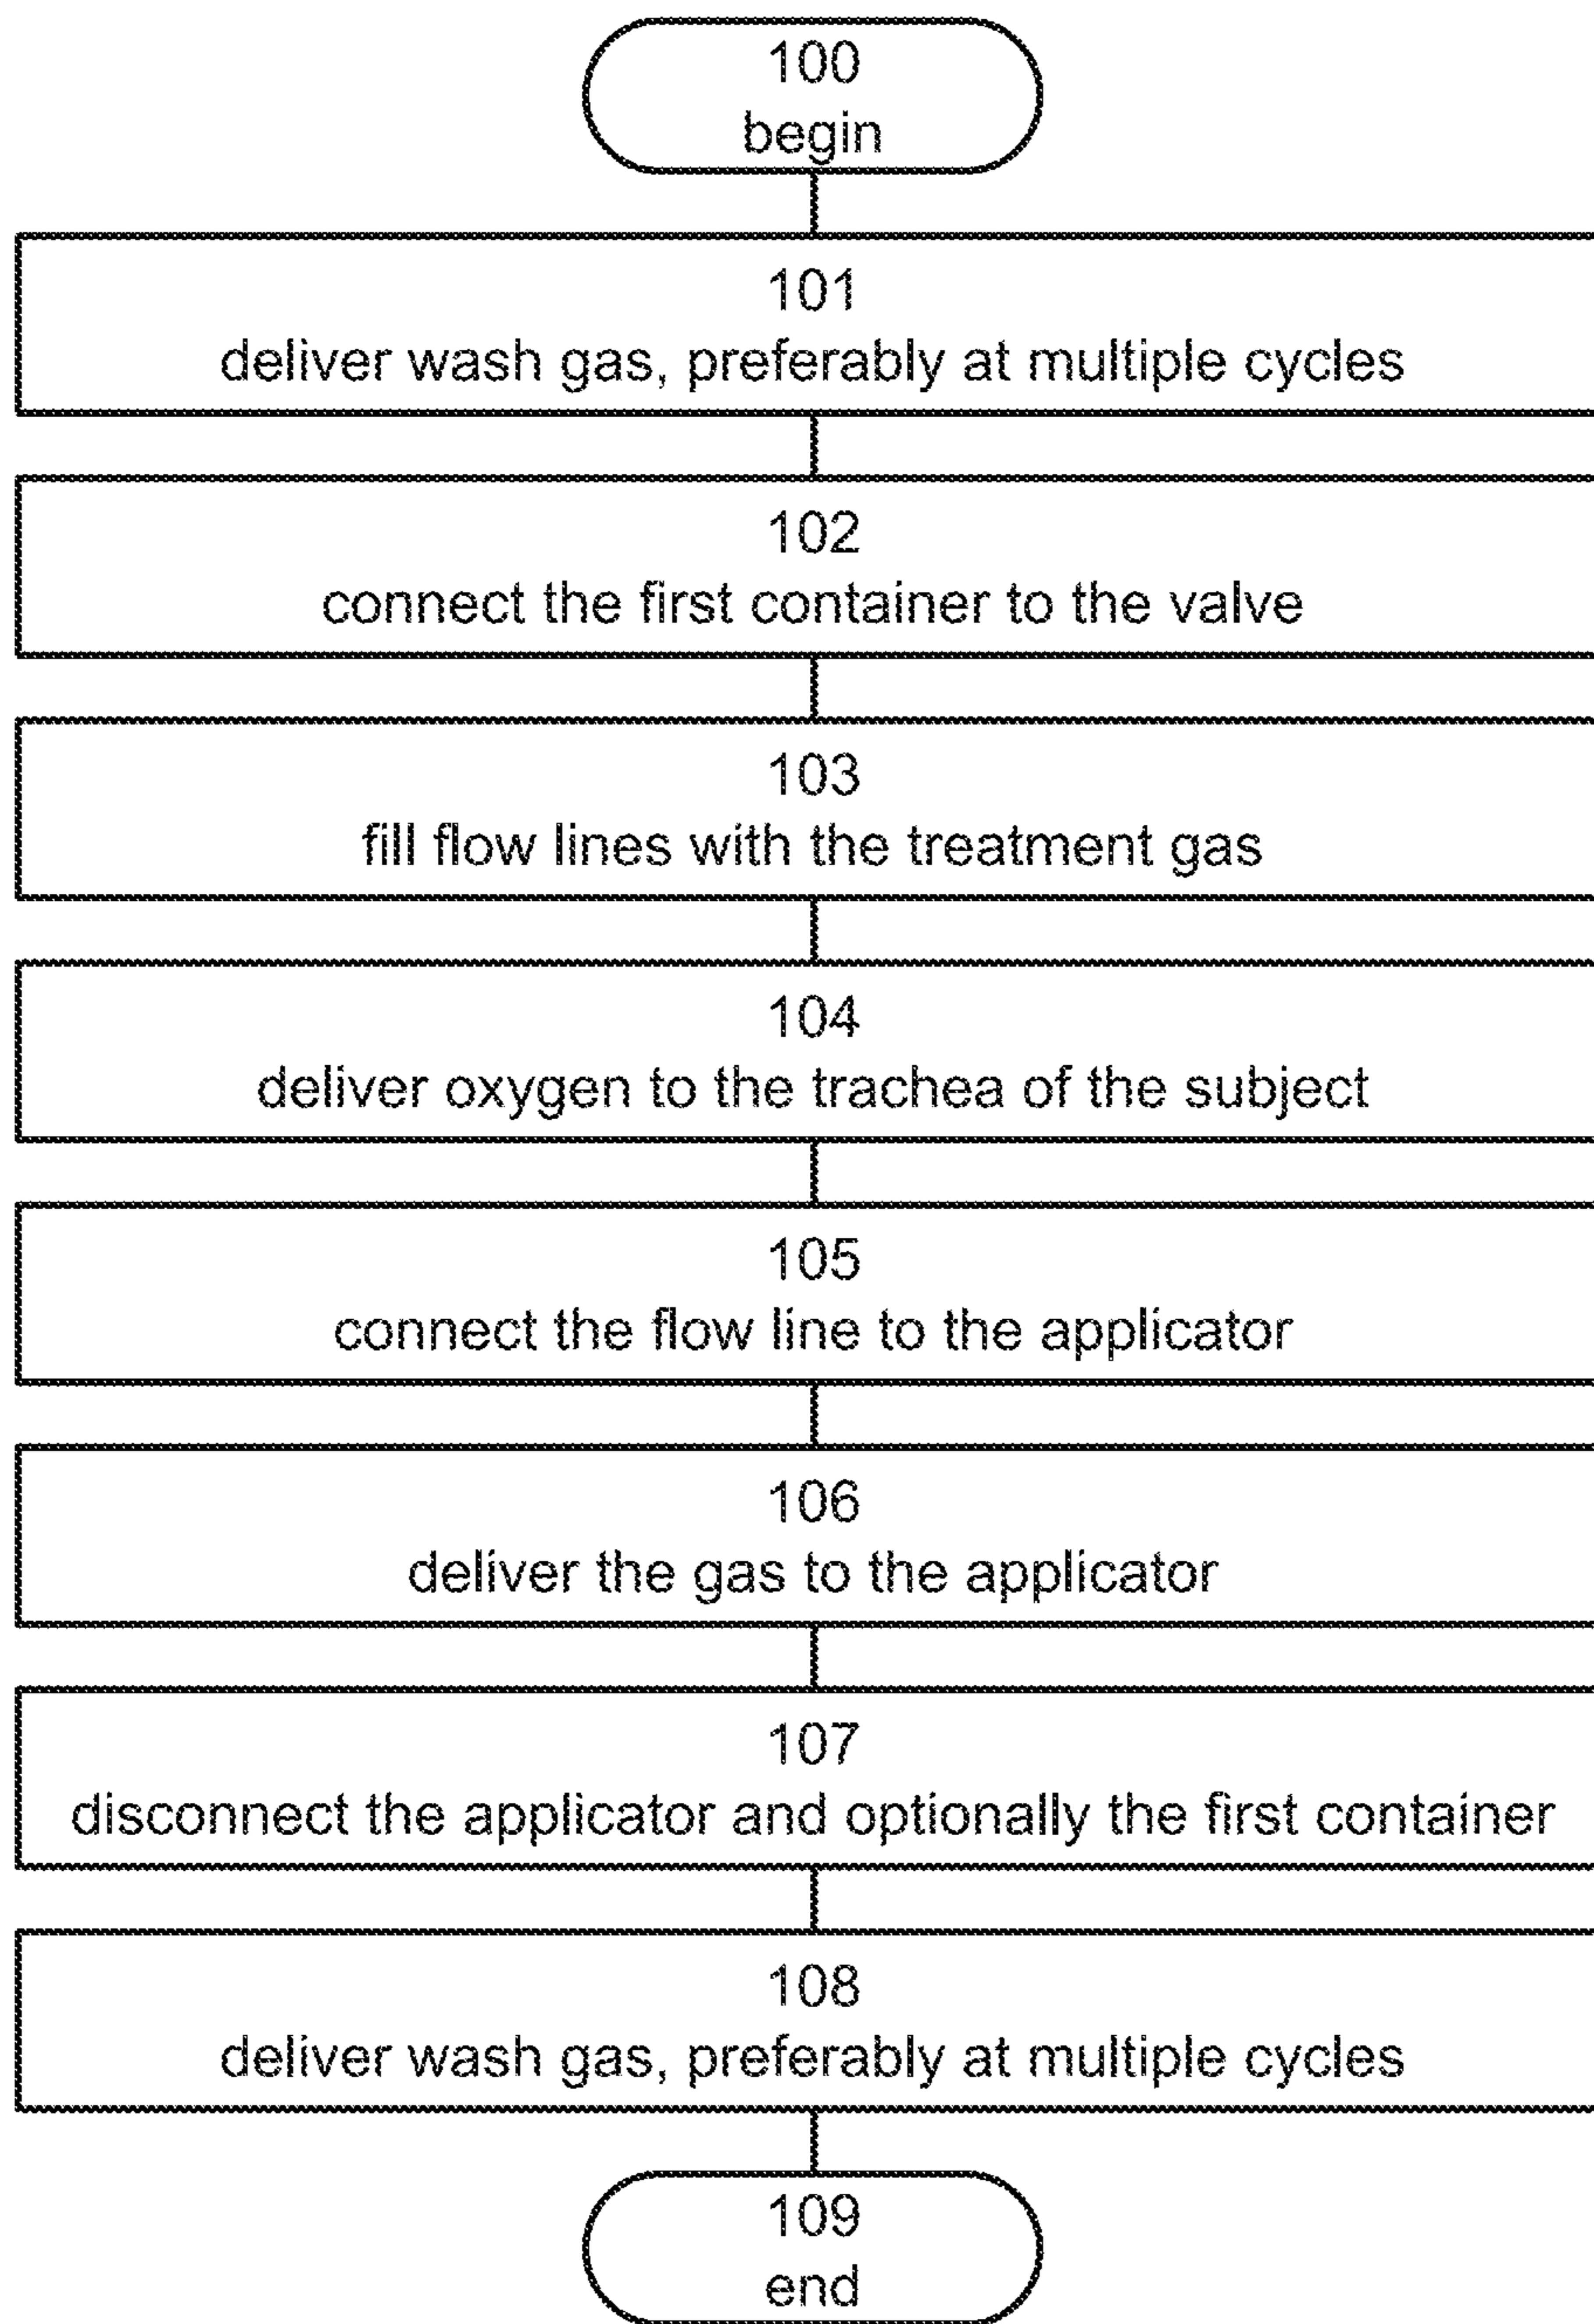 100
begin
101
deliver wash gas, preferably at multiple cycles
102
connect the first container to the valve
103
fill flow lines with the treatment gas
104
deliver oxygen to the trachea of the subject
105
connect the flow line to the applicator
106
deliver the gas to the applicator
107
disconnect the applicator and optionally the first container
108
deliver wash gas, preferably at multiple cycles
109
end